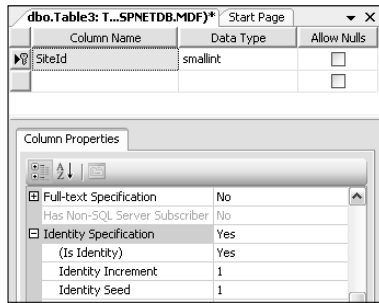 dbo.Table3: T...SPNETDB.MDF)* Start Page
Column Name Data Type Allow Nulls
SiteId smallint
Column Properties
Full-text Specification No
Has Non-SQL Server Subscriber No
Identity Specification Yes
(Is Identity) Yes
Identity Increment 1
Identity Seed 1